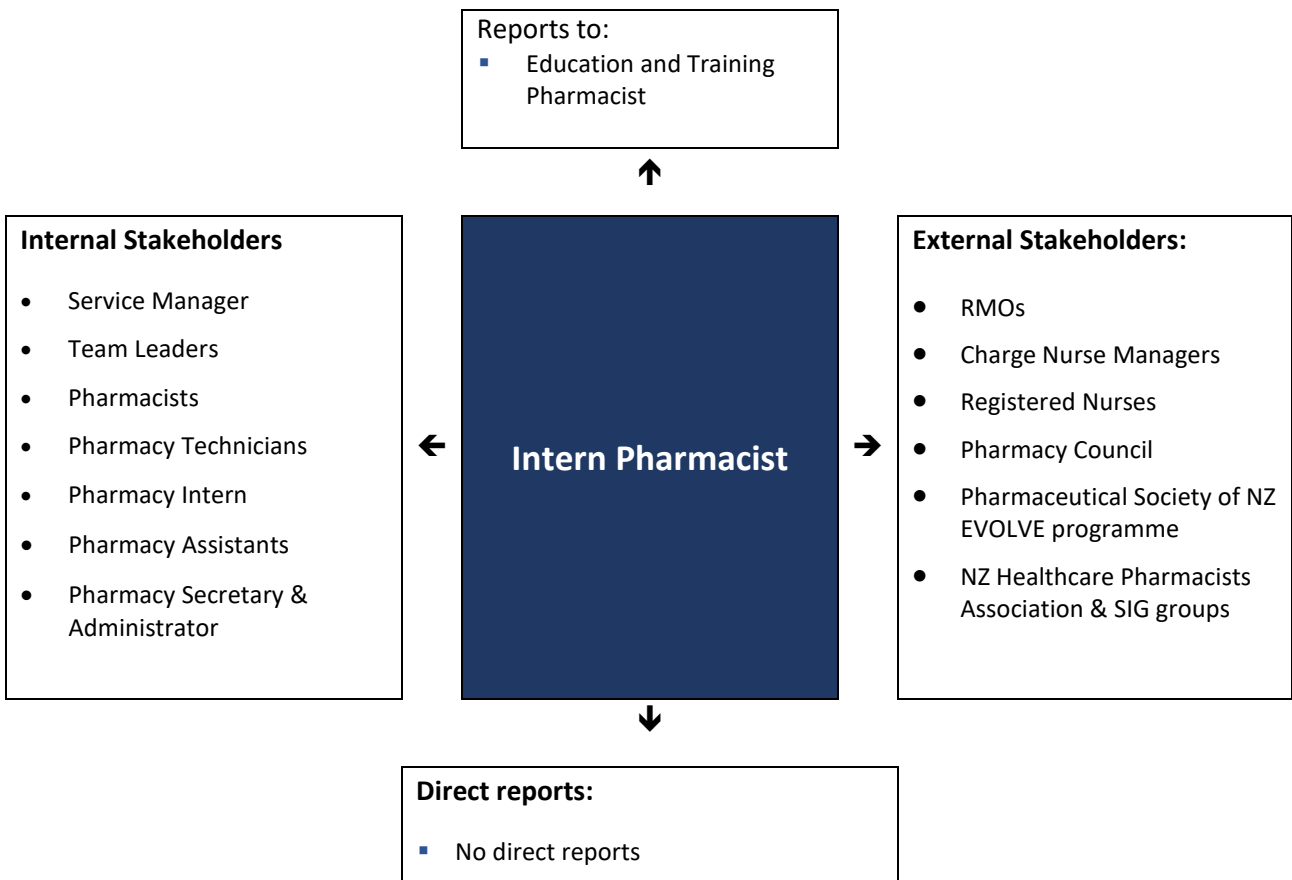 Reports to:
▪ Education and Training
Pharmacist
Internal Stakeholders
• Service Manager
• Team Leaders
• Pharmacists
• Pharmacy Technicians
• Pharmacy Intern
• Pharmacy Assistants
• Pharmacy Secretary &
Administrator
Intern Pharmacist
External Stakeholders:
• RMOs
• Charge Nurse Managers
• Registered Nurses
• Pharmacy Council
• Pharmaceutical Society of NZ
EVOLVE programme
• NZ Healthcare Pharmacists
Association & SIG groups
Direct reports:
▪ No direct reports